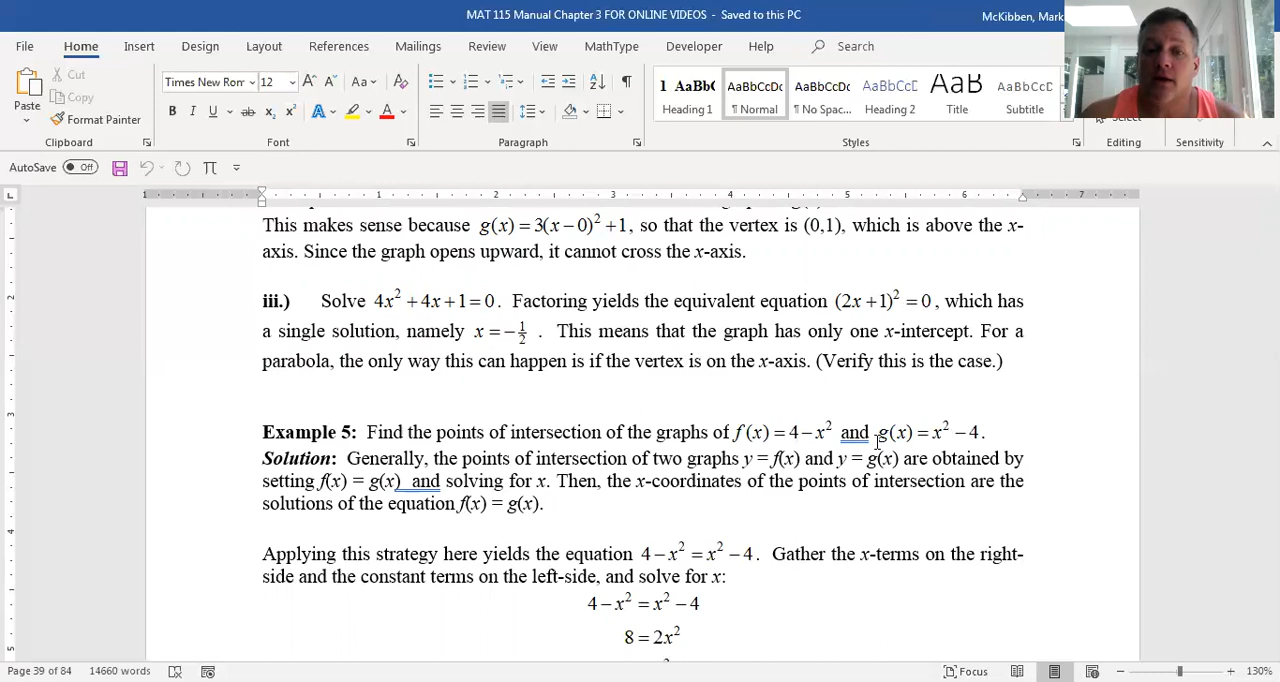 MAT 115 Manual Chapter 3 FOR ONLINE VIDEOS - Saved to this PC
McKibben, Mark
File Home Insert Draw Design Layout References Mailings Review View MathType Developer Help Search
Paste
Cut
Copy
Format Painter
Times New Rom 12
1 AaBbC AaBbCcDc AaBbCcDc AaBbCcD AaB AaBbCcD
Heading 1 ¶ Normal ¶ No Spac... Heading 2 Title Subtitle
Clipboard Font Paragraph Styles Editing Sensitivity
AutoSave Off
This makes sense because g(x) = 3(x − 0)² + 1, so that the vertex is (0,1), which is above the x-
axis. Since the graph opens upward, it cannot cross the x-axis.
iii.) Solve 4x² + 4x + 1 = 0. Factoring yields the equivalent equation (2x + 1)² = 0, which has
a single solution, namely x = −1/2 . This means that the graph has only one x-intercept. For a
parabola, the only way this can happen is if the vertex is on the x-axis. (Verify this is the case.)
Example 5: Find the points of intersection of the graphs of f(x) = 4 − x² and g(x) = x² − 4.
Solution: Generally, the points of intersection of two graphs y = f(x) and y = g(x) are obtained by
setting f(x) = g(x) and solving for x. Then, the x-coordinates of the points of intersection are the
solutions of the equation f(x) = g(x).
Applying this strategy here yields the equation 4 − x² = x² − 4. Gather the x-terms on the right-
side and the constant terms on the left-side, and solve for x:
4 − x² = x² − 4
8 = 2x²
Page 39 of 84 14660 words Focus 130%